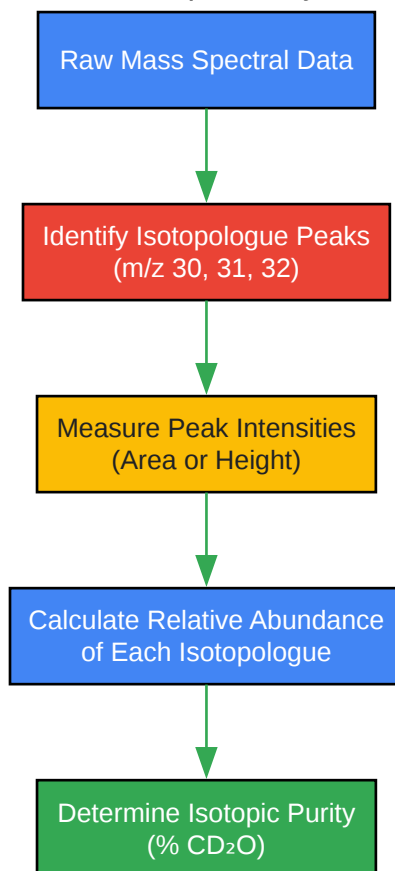 Raw Mass Spectral Data
Identify Isotopologue Peaks
(m/z 30, 31, 32)
Measure Peak Intensities
(Area or Height)
Calculate Relative Abundance
of Each Isotopologue
Determine Isotopic Purity
(% CD₂O)